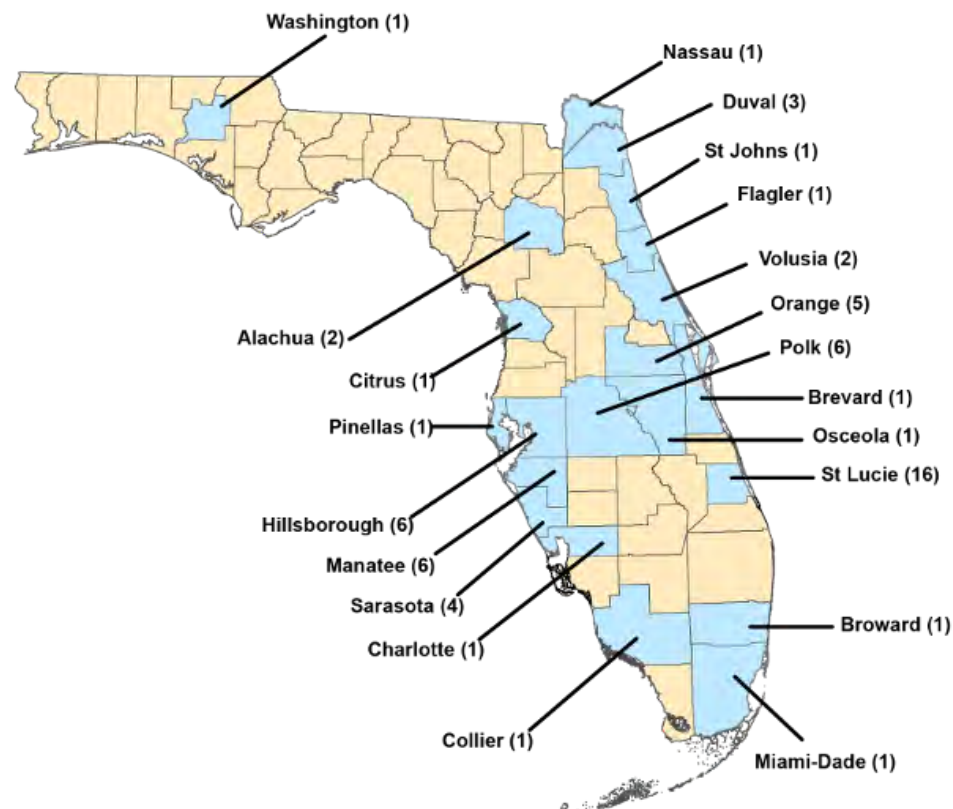 Washington (1)
Nassau (1)
Duval (3)
St Johns (1)
Flagler (1)
Volusia (2)
Orange (5)
Alachua (2)
Polk (6)
Citrus (1)
Brevard (1)
Pinellas (1)
Osceola (1)
St Lucie (16)
Hillsborough (6)
Manatee (6)
Sarasota (4)
Broward (1)
Charlotte (1)
Collier (1)
Miami-Dade (1)